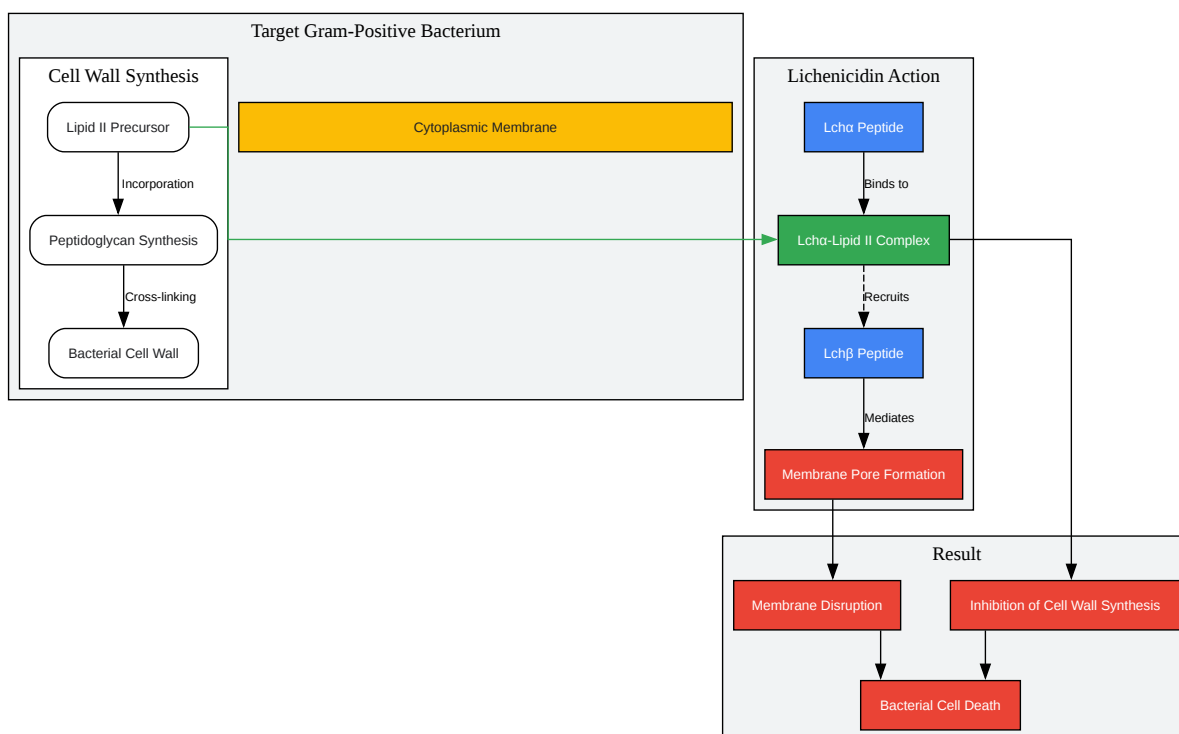 Target Gram-Positive Bacterium
Cell Wall Synthesis
Lipid II Precursor
Incorporation
Peptidoglycan Synthesis
Cross-linking
Bacterial Cell Wall
Cytoplasmic Membrane
Lichenicidin Action
Lchα Peptide
Binds to
Lchα-Lipid II Complex
Recruits
Lchβ Peptide
Mediates
Membrane Pore Formation
Result
Membrane Disruption
Inhibition of Cell Wall Synthesis
Bacterial Cell Death